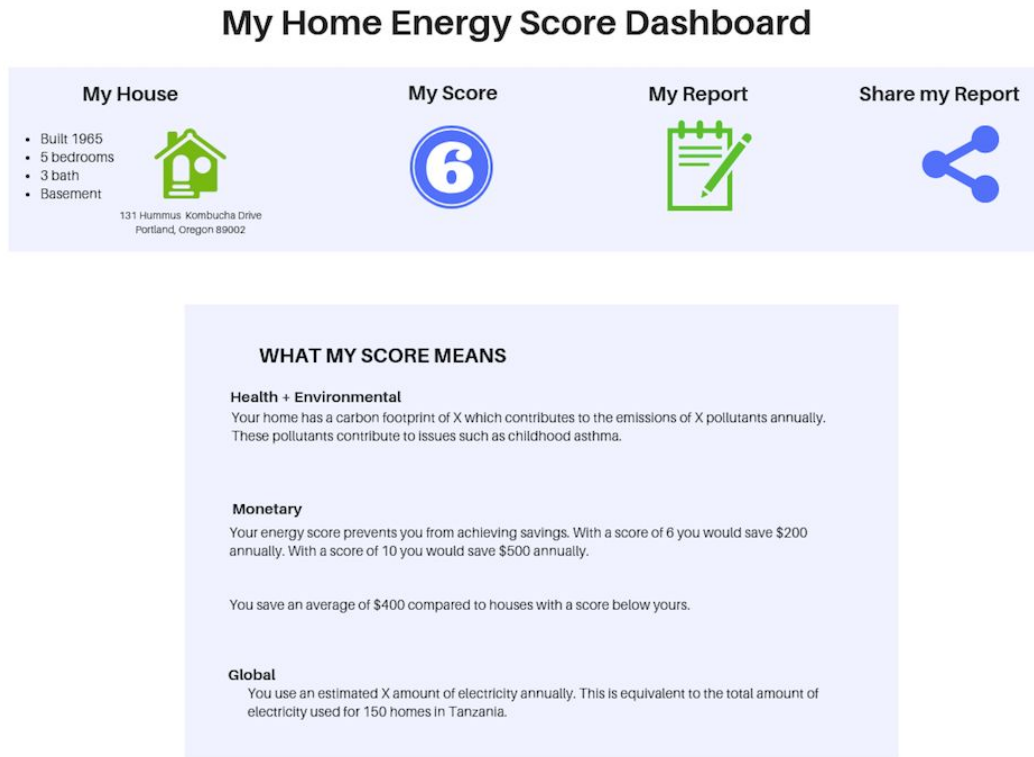 My Home Energy Score Dashboard
My House
My Score
My Report
Share my Report
• Built 1965
• 5 bedrooms
• 3 bath
• Basement
131 Hummus Kombucha Drive
Portland, Oregon 89002
6
WHAT MY SCORE MEANS
Health + Environmental
Your home has a carbon footprint of X which contributes to the emissions of X pollutants annually.
These pollutants contribute to issues such as childhood asthma.
Monetary
Your energy score prevents you from achieving savings. With a score of 6 you would save $200
annually. With a score of 10 you would save $500 annually.
You save an average of $400 compared to houses with a score below yours.
Global
You use an estimated X amount of electricity annually. This is equivalent to the total amount of
electricity used for 150 homes in Tanzania.